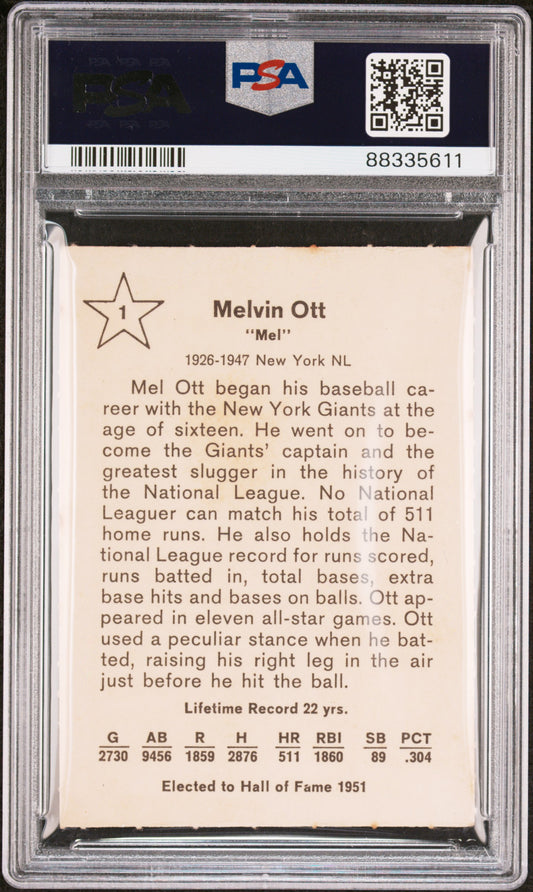 PSA
PSA PSA PSA
PSA
PSA PSA PSA
88335611
1
Melvin Ott
"Mel"
1926-1947 New York NL
Mel Ott began his baseball ca-
reer with the New York Giants at the
age of sixteen. He went on to be-
come the Giants' captain and the
greatest slugger in the history of
the National League. No National
Leaguer can match his total of 511
home runs. He also holds the Na-
tional League record for runs scored,
runs batted in, total bases, extra
base hits and bases on balls. Ott ap-
peared in eleven all-star games. Ott
used a peculiar stance when he bat-
ted, raising his right leg in the air
just before he hit the ball.
Lifetime Record 22 yrs.
G AB R H HR RBI SB PCT
2730 9456 1859 2876 511 1860 89 .304
Elected to Hall of Fame 1951